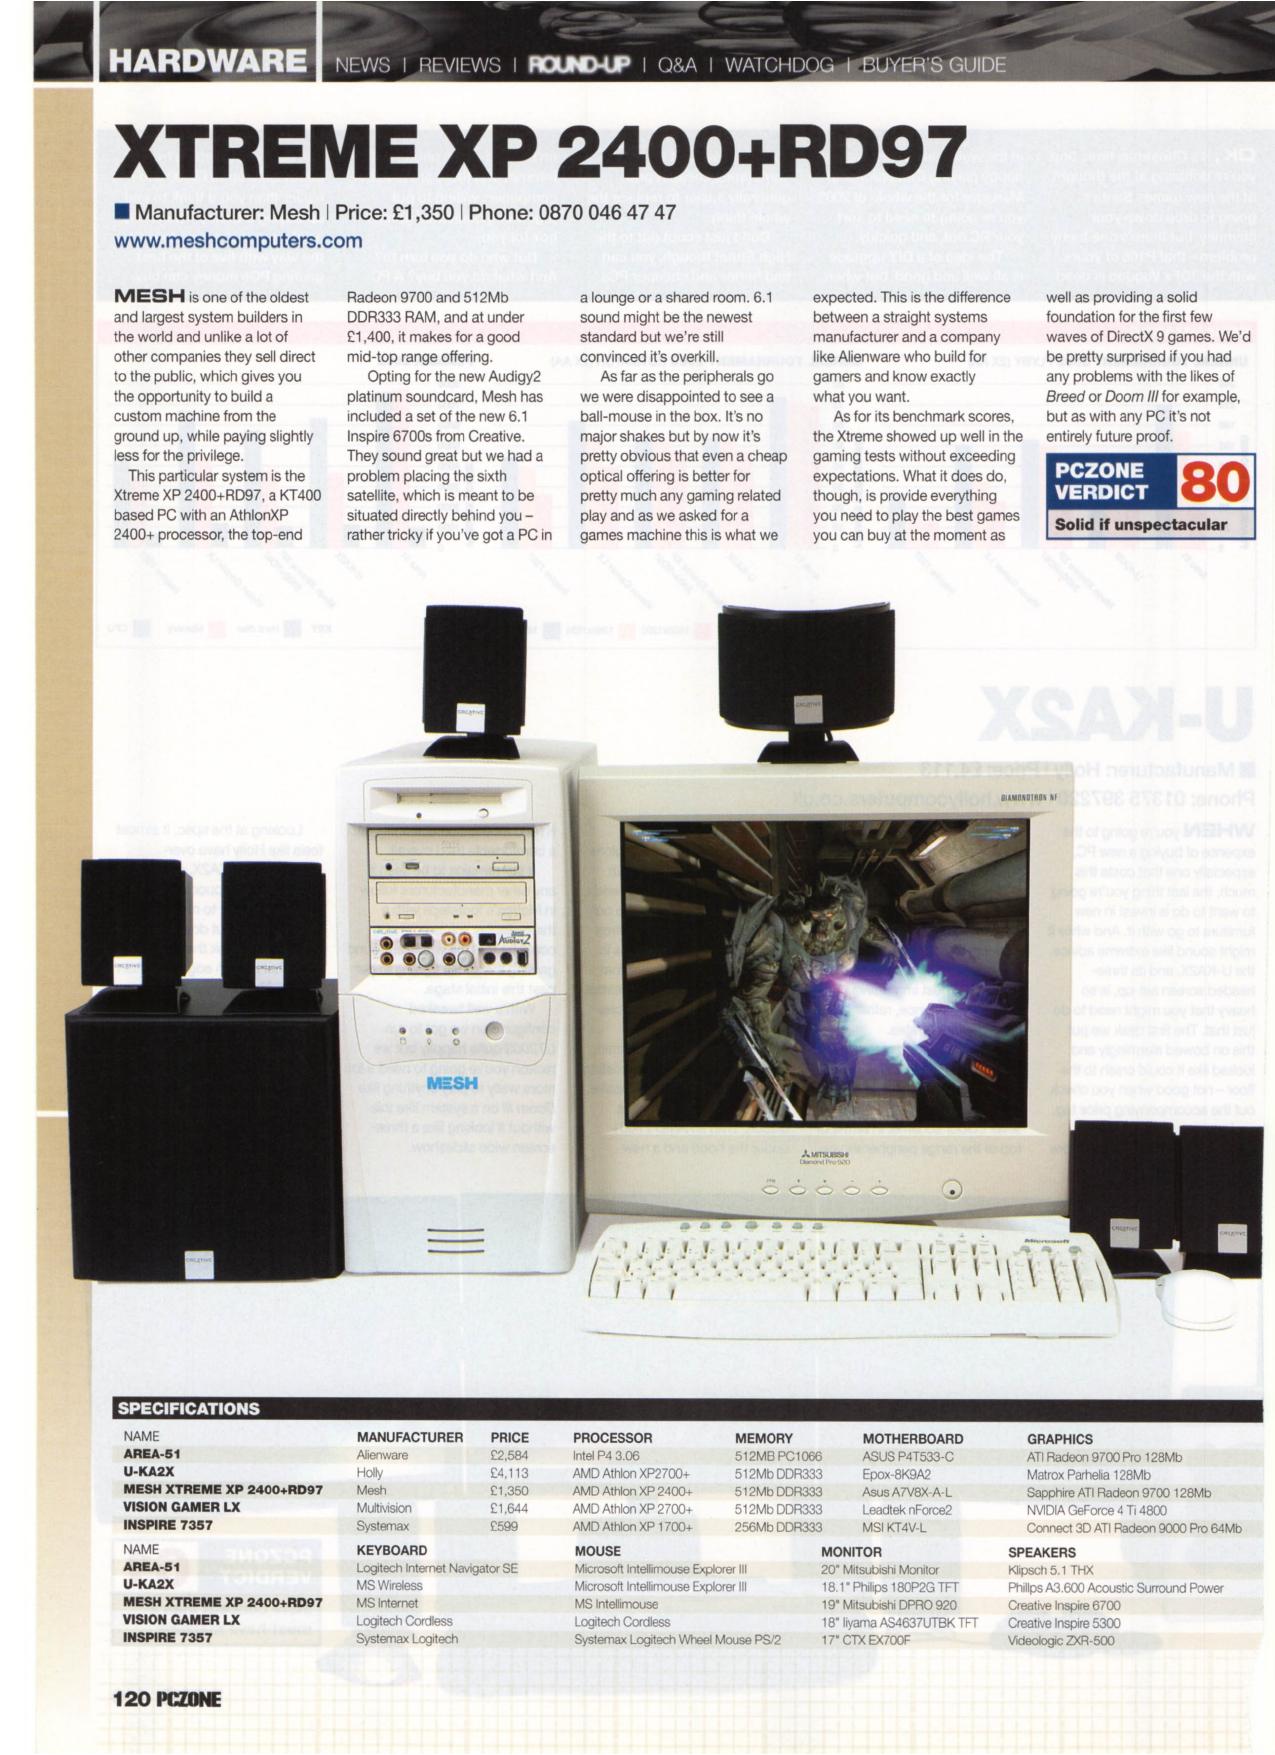 HARDWARE
NEWS | REVIEWS | ROUND-UP | Q&A | WATCHDOG | BUYER'S GUIDE
XTREME XP 2400+RD97
Manufacturer: Mesh | Price: £1,350 | Phone: 0870 046 47 47
www.meshcomputers.com
MESH is one of the oldest
and largest system builders in
the world and unlike a lot of
other companies they sell direct
to the public, which gives you
the opportunity to build a
custom machine from the
ground up, while paying slightly
less for the privilege.
This particular system is the
Xtreme XP 2400+RD97, a KT400
based PC with an AthlonXP
2400+ processor, the top-end
Radeon 9700 and 512Mb
DDR333 RAM, and at under
£1,400, it makes for a good
mid-top range offering.
Opting for the new Audigy2
platinum soundcard, Mesh has
included a set of the new 6.1
Inspire 6700s from Creative.
They sound great but we had a
problem placing the sixth
satellite, which is meant to be
situated directly behind you –
rather tricky if you've got a PC in
a lounge or a shared room. 6.1
sound might be the newest
standard but we're still
convinced it's overkill.
As far as the peripherals go
we were disappointed to see a
ball-mouse in the box. It's no
major shakes but by now it's
pretty obvious that even a cheap
optical offering is better for
pretty much any gaming related
play and as we asked for a
games machine this is what we
expected. This is the difference
between a straight systems
manufacturer and a company
like Alienware who build for
gamers and know exactly
what you want.
As for its benchmark scores,
the Xtreme showed up well in the
gaming tests without exceeding
expectations. What it does do,
though, is provide everything
you need to play the best games
you can buy at the moment as
well as providing a solid
foundation for the first few
waves of DirectX 9 games. We'd
be pretty surprised if you had
any problems with the likes of
Breed or Doom III for example,
but as with any PC it's not
entirely future proof.
PCZONE
VERDICT
80
Solid if unspectacular
CREATIVE
CREATIVE
DIAMONDTRON NF
CREATIVE
CREATIVE
AUDIGY 2
MESH
MITSUBISHI
Diamond Pro 920
CREATIVE
CREATIVE
CREATIVE
Microsoft
SPECIFICATIONS
NAME MANUFACTURER PRICE PROCESSOR MEMORY MOTHERBOARD GRAPHICS
AREA-51 Alienware £2,584 Intel P4 3.06 512MB PC1066 ASUS P4T533-C ATI Radeon 9700 Pro 128Mb
U-KA2X Holly £4,113 AMD Athlon XP2700+ 512Mb DDR333 Epox-8K9A2 Matrox Parhelia 128Mb
MESH XTREME XP 2400+RD97 Mesh £1,350 AMD Athlon XP 2400+ 512Mb DDR333 Asus A7V8X-A-L Sapphire ATI Radeon 9700 128Mb
VISION GAMER LX Multivision £1,644 AMD Athlon XP 2700+ 512Mb DDR333 Leadtek nForce2 NVIDIA GeForce 4 Ti 4800
INSPIRE 7357 Systemax £599 AMD Athlon XP 1700+ 256Mb DDR333 MSI KT4V-L Connect 3D ATI Radeon 9000 Pro 64Mb
NAME KEYBOARD MOUSE MONITOR SPEAKERS
AREA-51 Logitech Internet Navigator SE Microsoft Intellimouse Explorer III 20" Mitsubishi Monitor Klipsch 5.1 THX
U-KA2X MS Wireless Microsoft Intellimouse Explorer III 18.1" Philips 180P2G TFT Philips A3.600 Acoustic Surround Power
MESH XTREME XP 2400+RD97 MS Internet MS Intellimouse 19" Mitsubishi DPRO 920 Creative Inspire 6700
VISION GAMER LX Logitech Cordless Logitech Cordless 18" Iiyama AS4637UTBK TFT Creative Inspire 5300
INSPIRE 7357 Systemax Logitech Systemax Logitech Wheel Mouse PS/2 17" CTX EX700F Videologic ZXR-500
120 PCZONE